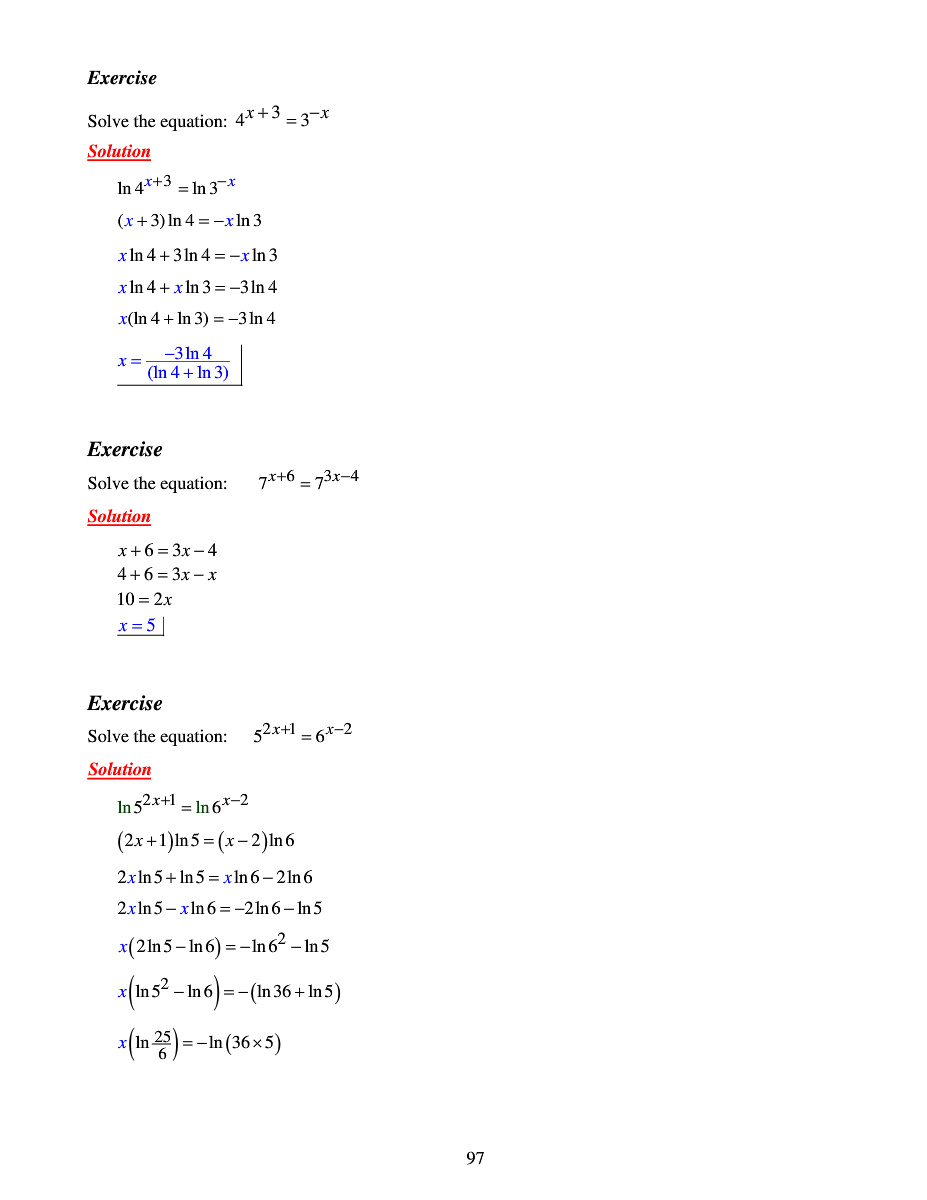 Exercise
Solve the equation: 4^{x+3} = 3^{−x}
Solution
ln 4^{x+3} = ln 3^{−x}
(x + 3) ln 4 = −x ln 3
x ln 4 + 3 ln 4 = −x ln 3
x ln 4 + x ln 3 = −3 ln 4
x(ln 4 + ln 3) = −3 ln 4
x = \frac{−3 ln 4}{(ln 4 + ln 3)}
Exercise
Solve the equation: 7^{x+6} = 7^{3x−4}
Solution
x + 6 = 3x − 4
4 + 6 = 3x − x
10 = 2x
x = 5
Exercise
Solve the equation: 5^{2x+1} = 6^{x−2}
Solution
ln 5^{2x+1} = ln 6^{x−2}
(2x + 1) ln 5 = (x − 2) ln 6
2x ln 5 + ln 5 = x ln 6 − 2 ln 6
2x ln 5 − x ln 6 = −2 ln 6 − ln 5
x(2 ln 5 − ln 6) = −ln 6^2 − ln 5
x(ln 5^2 − ln 6) = −(ln 36 + ln 5)
x(ln \frac{25}{6}) = −ln (36 × 5)
97